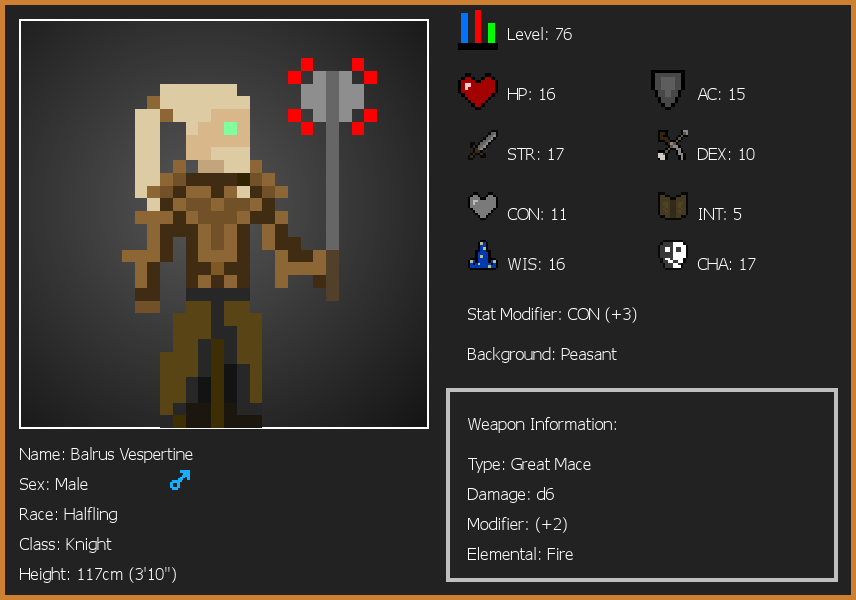 Level: 76
HP: 16
AC: 15
STR: 17
DEX: 10
CON: 11
INT: 5
WIS: 16
CHA: 17
Stat Modifier: CON (+3)
Background: Peasant
Weapon Information:
Type: Great Mace
Damage: d6
Modifier: (+2)
Elemental: Fire
Name: Balrus Vespertine
Sex: Male
Race: Halfling
Class: Knight
Height: 117cm (3'10")